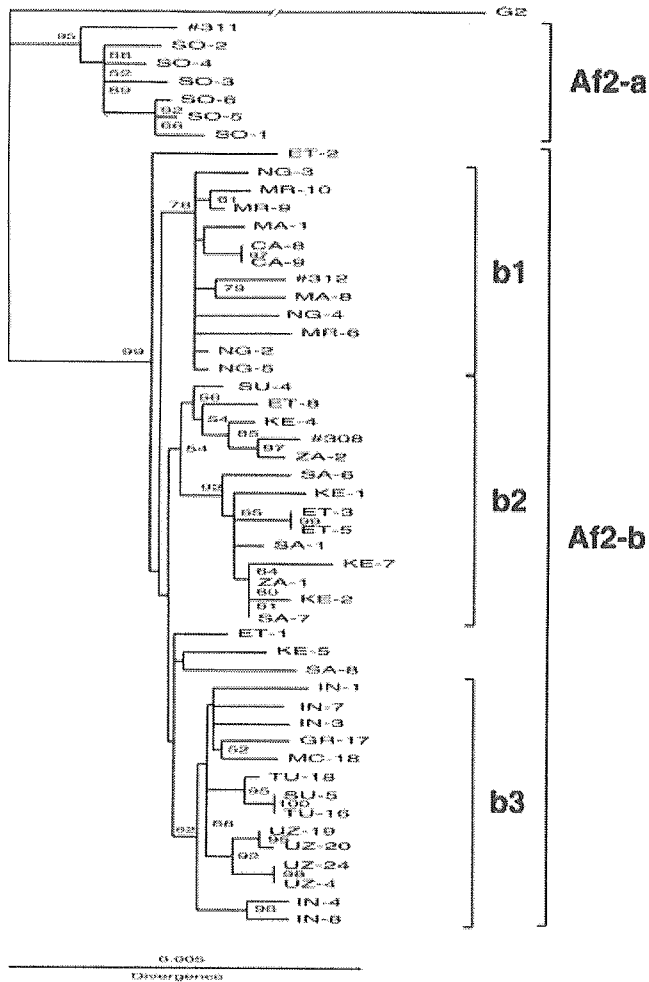 G2
#311
95
SO-2
88
SO-4
52
SO-3
Af2-a
89
SO-6
92
SO-5
66
SO-1
ET-2
NG-3
MR-10
61
78
MR-9
MA-1
CA-8
CA-9
b1
#312
79
MA-8
NG-4
MR-6
99
NG-2
NG-5
SU-4
ET-8
54
KE-4
85
#308
97
54
ZA-2
SA-6
92
KE-1
b2
ET-3
65
99
ET-5
Af2-b
SA-1
KE-7
64
ZA-1
60
KE-2
61
SA-7
ET-1
KE-5
SA-8
IN-1
IN-7
IN-3
GR-17
52
MC-18
TU-18
95
SU-5
b3
100
TU-16
UZ-19
95
UZ-20
92
UZ-24
98
UZ-4
IN-4
98
IN-8
0.005
Divergence